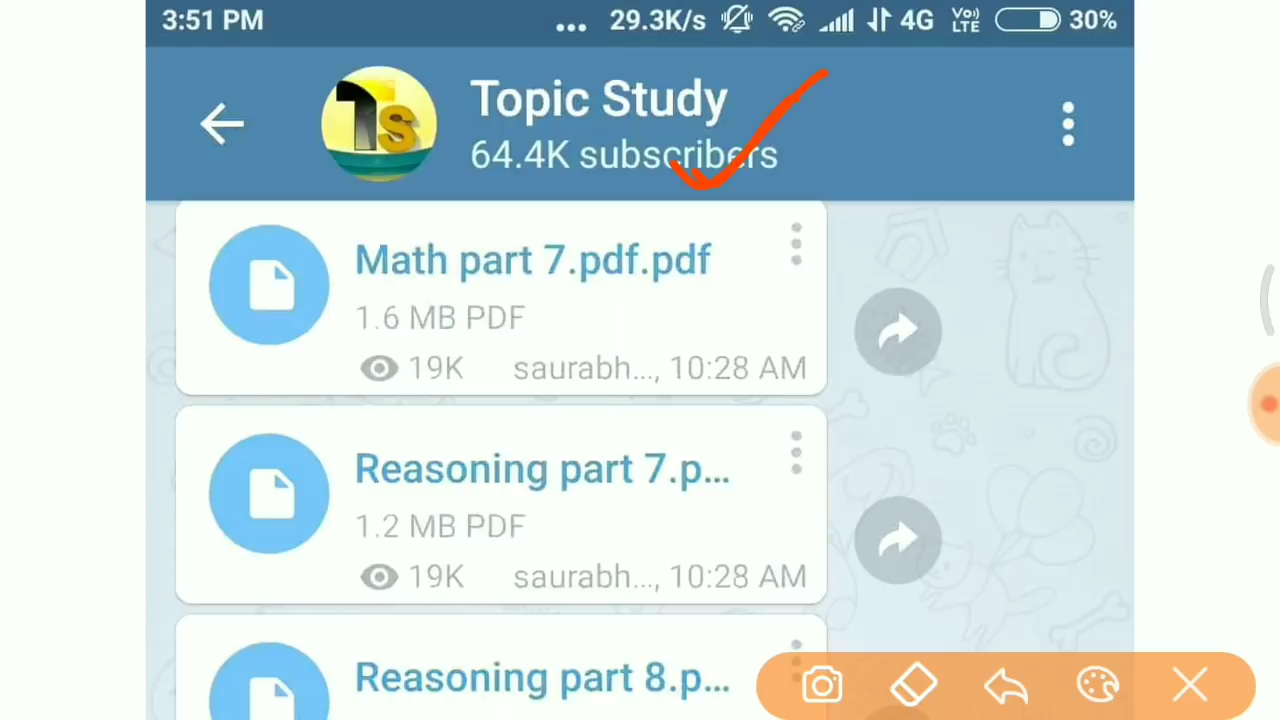 3:51 PM ... 29.3K/s 4G Vo)) LTE 30%
Ts Topic Study
64.4K subscribers
Math part 7.pdf.pdf
1.6 MB PDF
19K saurabh..., 10:28 AM
Reasoning part 7.p...
1.2 MB PDF
19K saurabh..., 10:28 AM
Reasoning part 8.p...